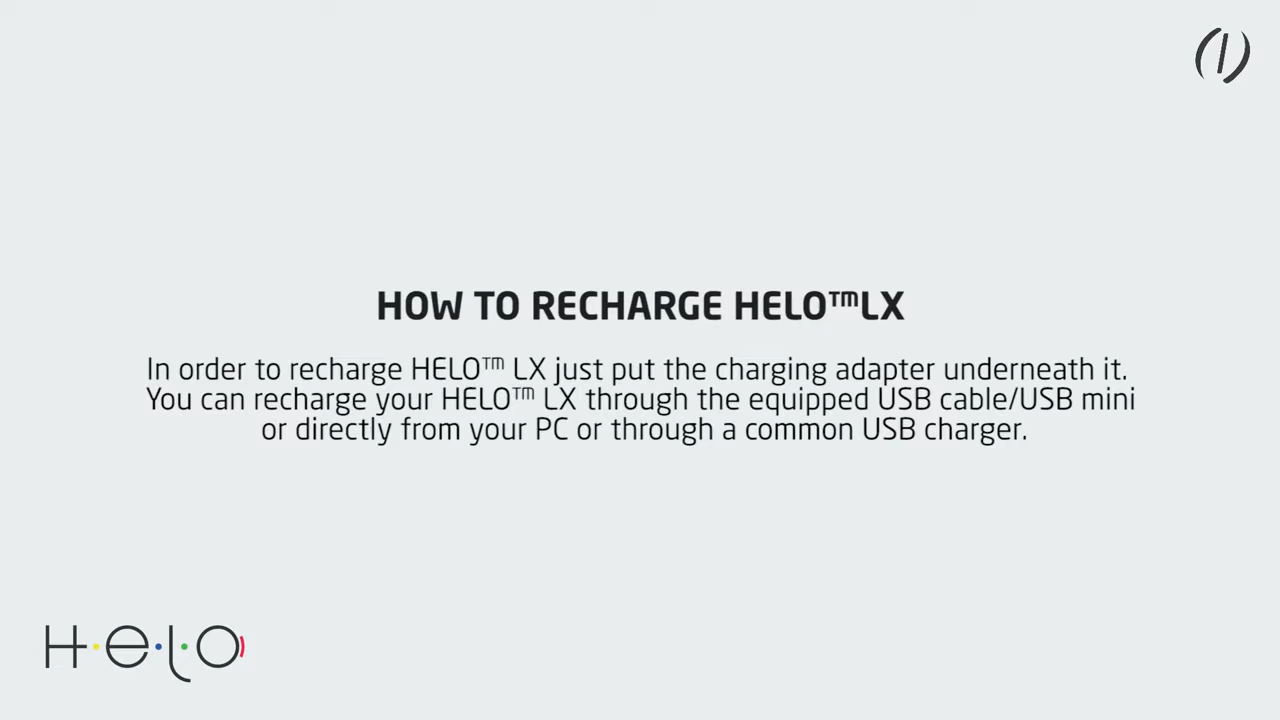 HOW TO RECHARGE HELO™LX
In order to recharge HELO™ LX just put the charging adapter underneath it.
You can recharge your HELO™ LX through the equipped USB cable/USB mini
or directly from your PC or through a common USB charger.
Helo